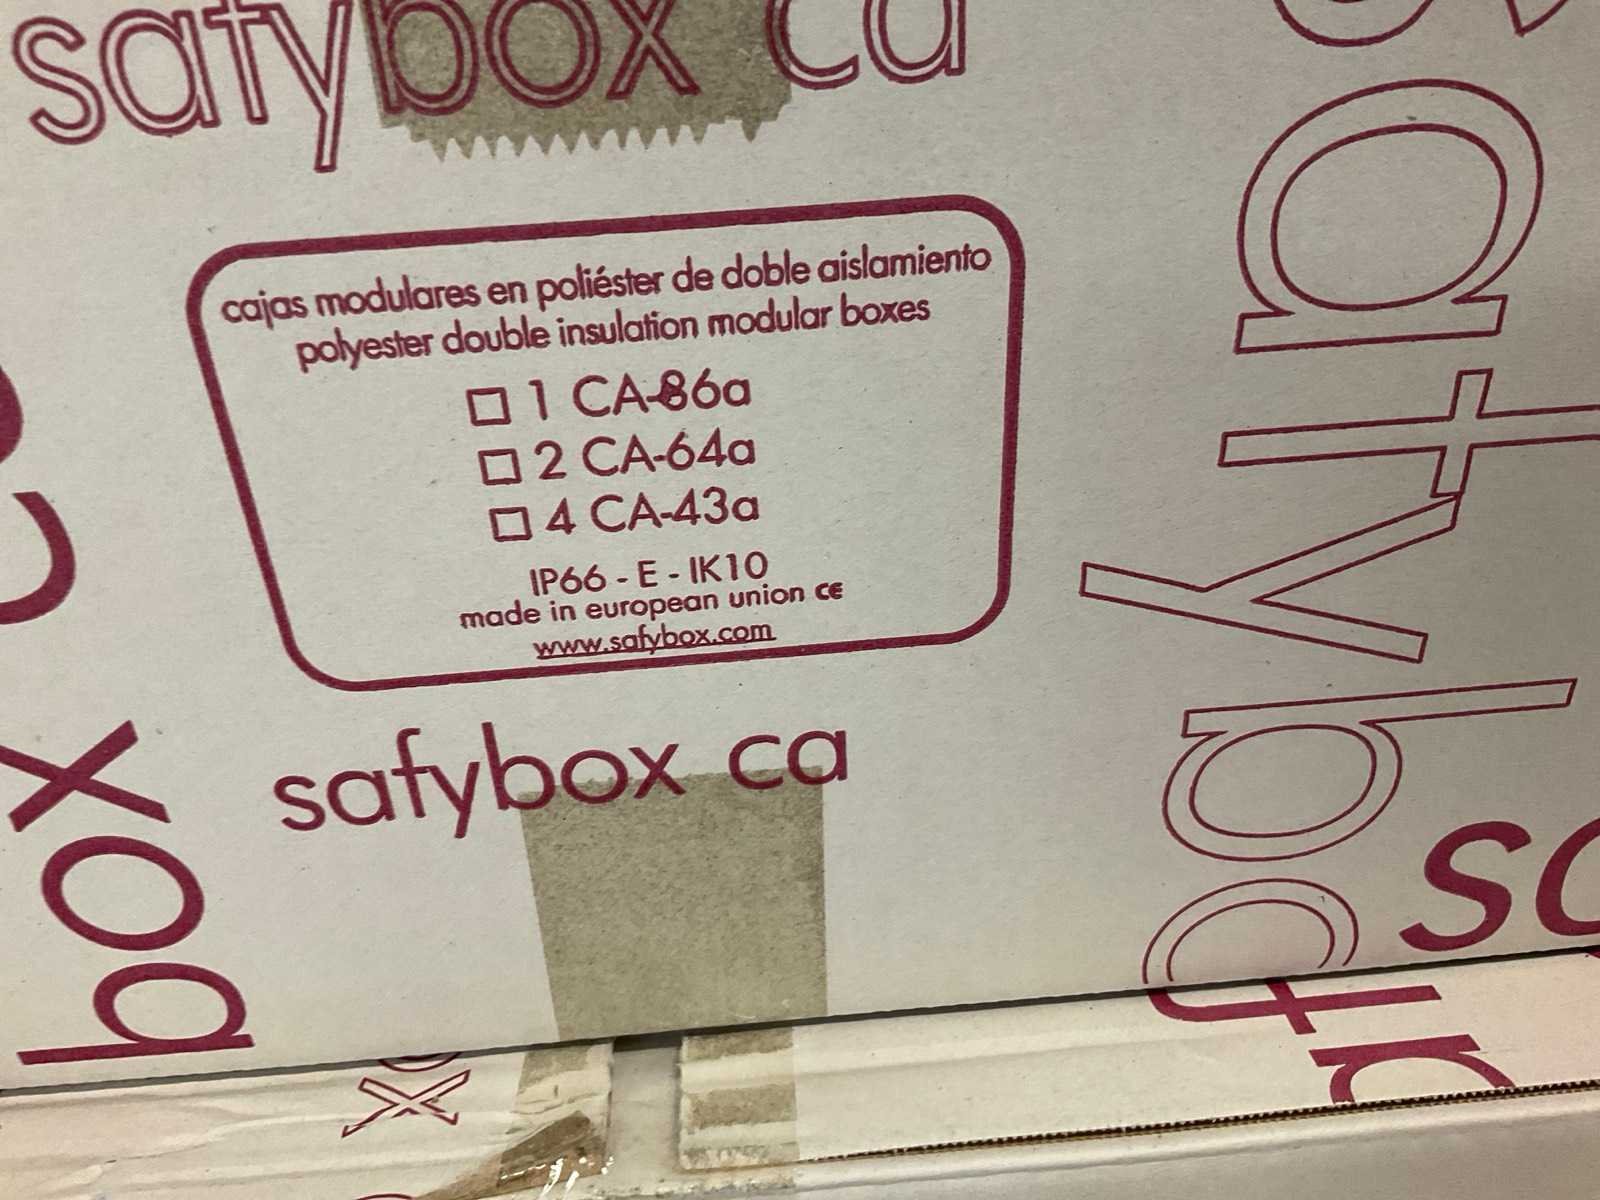 safybox ca
cajas modulares en poliéster de doble aislamiento
polyester double insulation modular boxes
1 CA-86a
2 CA-64a
4 CA-43a
IP66 - E - IK10
made in european union CE
www.safybox.com
safybox ca
box